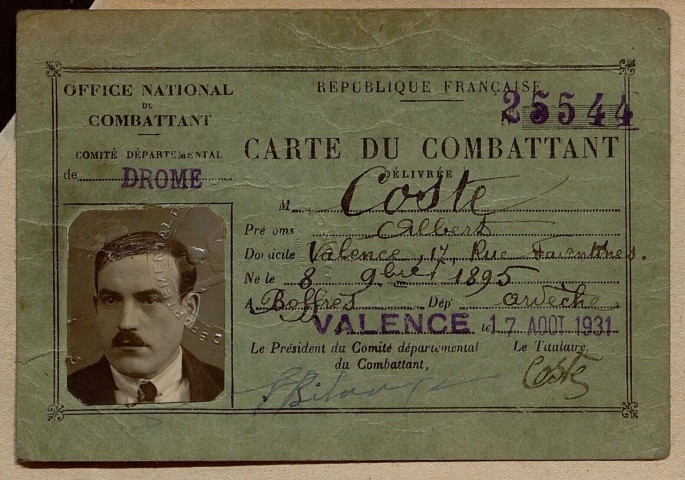 OFFICE NATIONAL
DU
COMBATTANT
COMITÉ DÉPARTEMENTAL
de DROME
RÉPUBLIQUE FRANÇAISE
25544
CARTE DU COMBATTANT
DÉLIVRÉE
M Coste
Prénoms Albert
Domicile Valence, 17, Rue
Né le 8 9bre 1895
A Boffres Dépt ardèche
VALENCE le 17 AOUT 1931
Le Président du Comité départemental
du Combattant,
Le Titulaire,
Coste